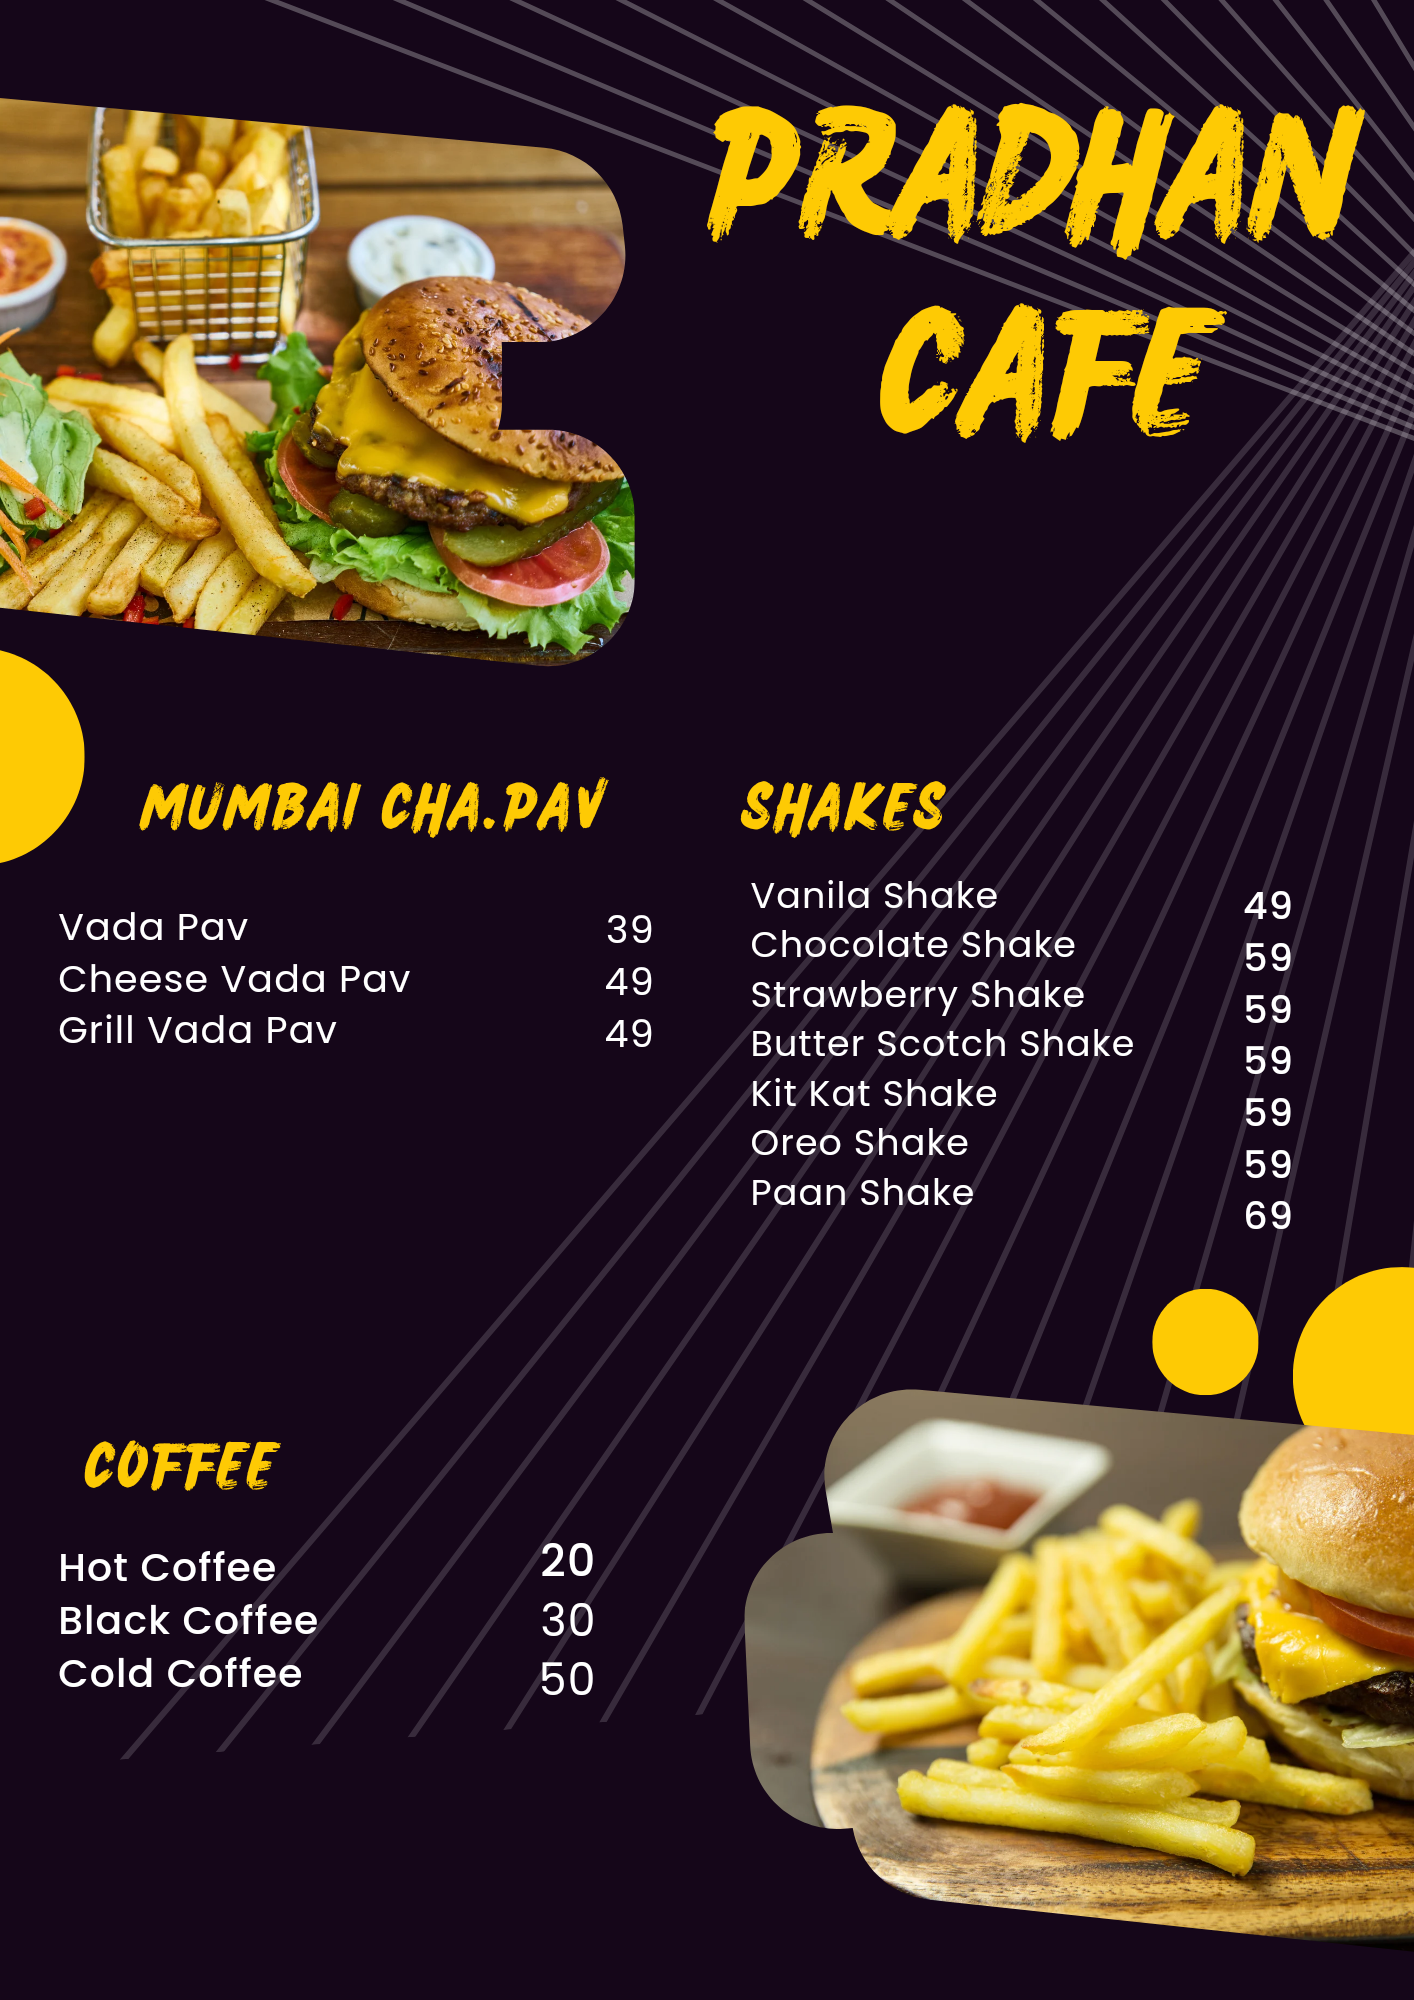 PRADHAN
CAFE
MUMBAI CHA.PAV
Vada Pav 39
Cheese Vada Pav 49
Grill Vada Pav 49
SHAKES
Vanila Shake 49
Chocolate Shake 59
Strawberry Shake 59
Butter Scotch Shake 59
Kit Kat Shake 59
Oreo Shake 59
Paan Shake 69
COFFEE
Hot Coffee 20
Black Coffee 30
Cold Coffee 50